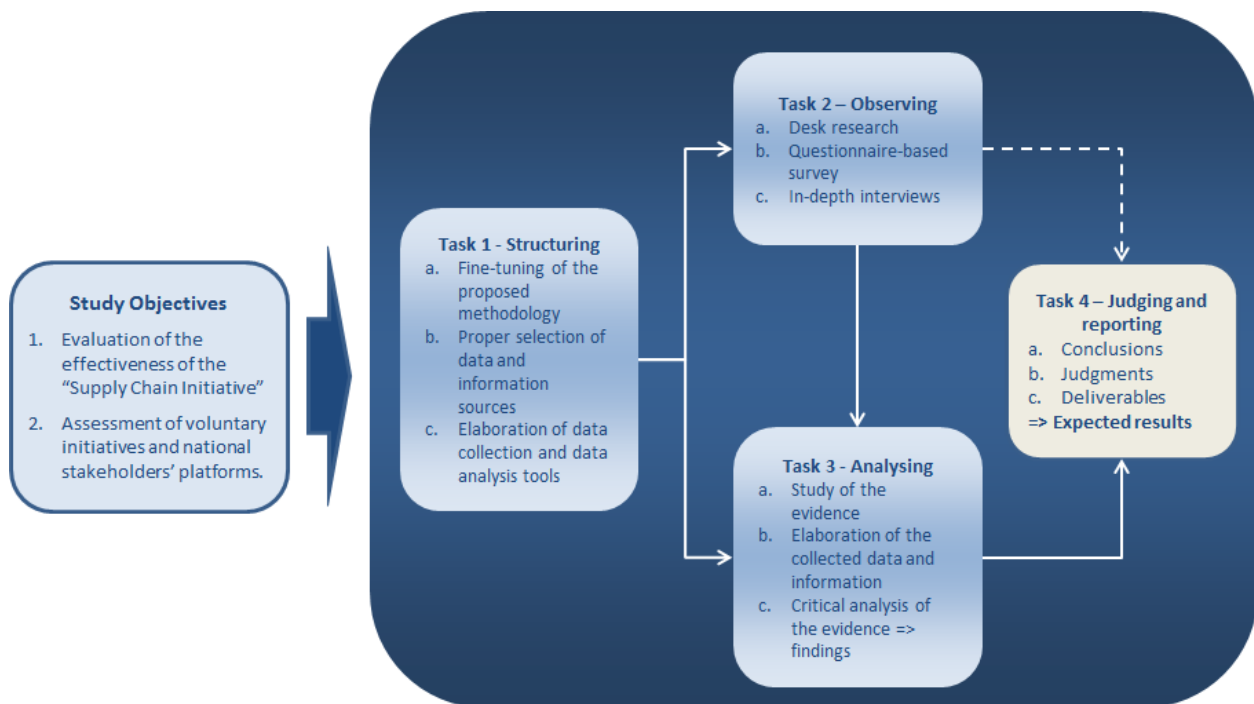 Study Objectives
1. Evaluation of the
effectiveness of the
“Supply Chain Initiative”
2. Assessment of voluntary
initiatives and national
stakeholders’ platforms.
Task 1 - Structuring
a. Fine-tuning of the
proposed
methodology
b. Proper selection of
data and
information
sources
c. Elaboration of data
collection and data
analysis tools
Task 2 – Observing
a. Desk research
b. Questionnaire-based
survey
c. In-depth interviews
Task 3 - Analysing
a. Study of the
evidence
b. Elaboration of the
collected data and
information
c. Critical analysis of
the evidence =>
findings
Task 4 – Judging and
reporting
a. Conclusions
b. Judgments
c. Deliverables
=> Expected results